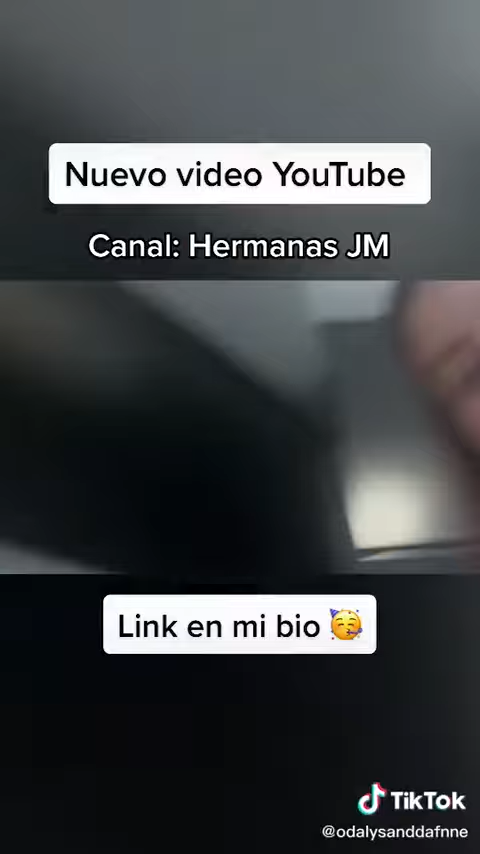 Nuevo video YouTube
Canal: Hermanas JM
Link en mi bio 🥳
TikTok
@odalysanddafnne